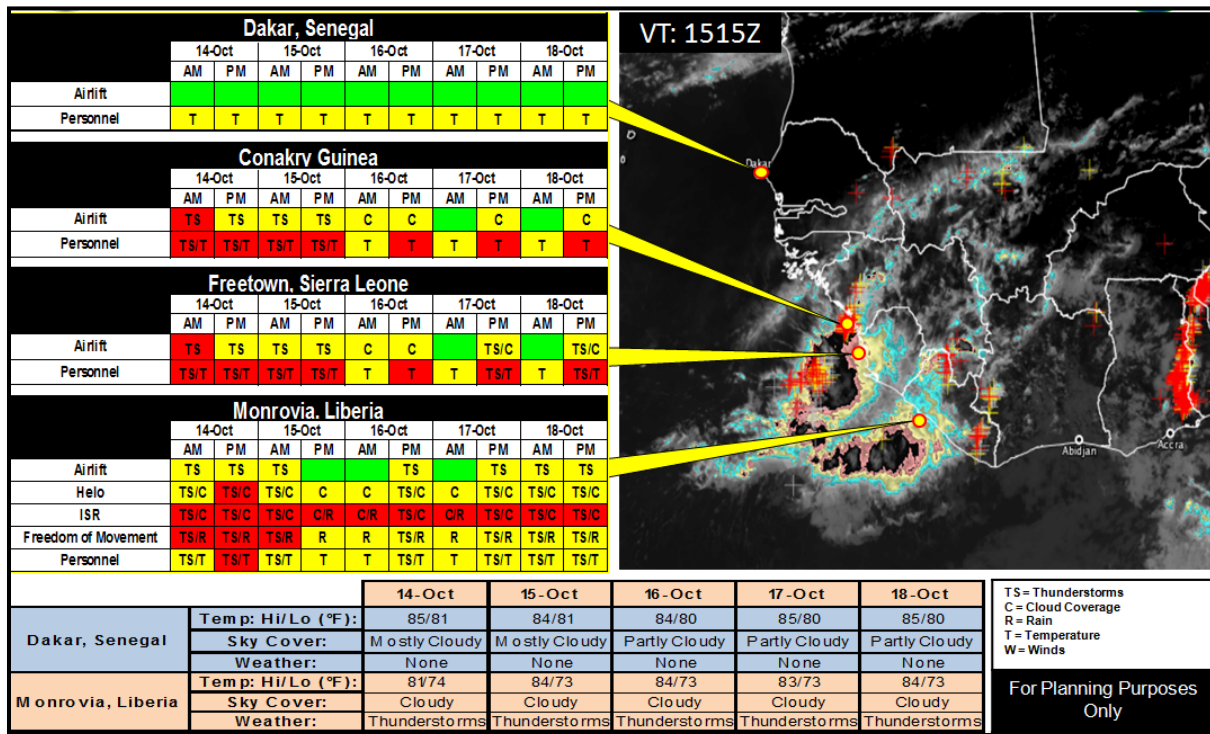 Dakar, Senegal
14-Oct 15-Oct 16-Oct 17-Oct 18-Oct
AM PM AM PM AM PM AM PM AM PM
Airlift
Personnel T T T T T T T T T T
Conakry Guinea
14-Oct 15-Oct 16-Oct 17-Oct 18-Oct
AM PM AM PM AM PM AM PM AM PM
Airlift TS TS TS TS C C C C
Personnel TS/T TS/T TS/T TS/T T T T T T T
Freetown, Sierra Leone
14-Oct 15-Oct 16-Oct 17-Oct 18-Oct
AM PM AM PM AM PM AM PM AM PM
Airlift TS TS TS TS C C TS/C TS/C
Personnel TS/T TS/T TS/T TS/T T T T TS/T T TS/T
Monrovia, Liberia
14-Oct 15-Oct 16-Oct 17-Oct 18-Oct
AM PM AM PM AM PM AM PM AM PM
Airlift TS TS TS TS TS TS TS
Helo TS/C TS/C TS/C C C TS/C C TS/C TS/C TS/C
ISR TS/C TS/C TS/C C/R C/R TS/C C/R TS/C TS/C TS/C
Freedom of Movement TS/R TS/R TS/R R R TS/R R TS/R TS/R TS/R
Personnel TS/T TS/T TS/T T T TS/T T TS/T TS/T TS/T
VT: 1515Z
Dakar
Abidjan
Accra
14-Oct 15-Oct 16-Oct 17-Oct 18-Oct
Dakar, Senegal
Temp: Hi/Lo (°F): 85/81 84/81 84/80 85/80 85/80
Sky Cover: Mostly Cloudy Mostly Cloudy Partly Cloudy Partly Cloudy Partly Cloudy
Weather: None None None None None
Monrovia, Liberia
Temp: Hi/Lo (°F): 81/74 84/73 84/73 83/73 84/73
Sky Cover: Cloudy Cloudy Cloudy Cloudy Cloudy
Weather: Thunderstorms Thunderstorms Thunderstorms Thunderstorms Thunderstorms
TS = Thunderstorms
C = Cloud Coverage
R = Rain
T = Temperature
W = Winds
For Planning Purposes
Only